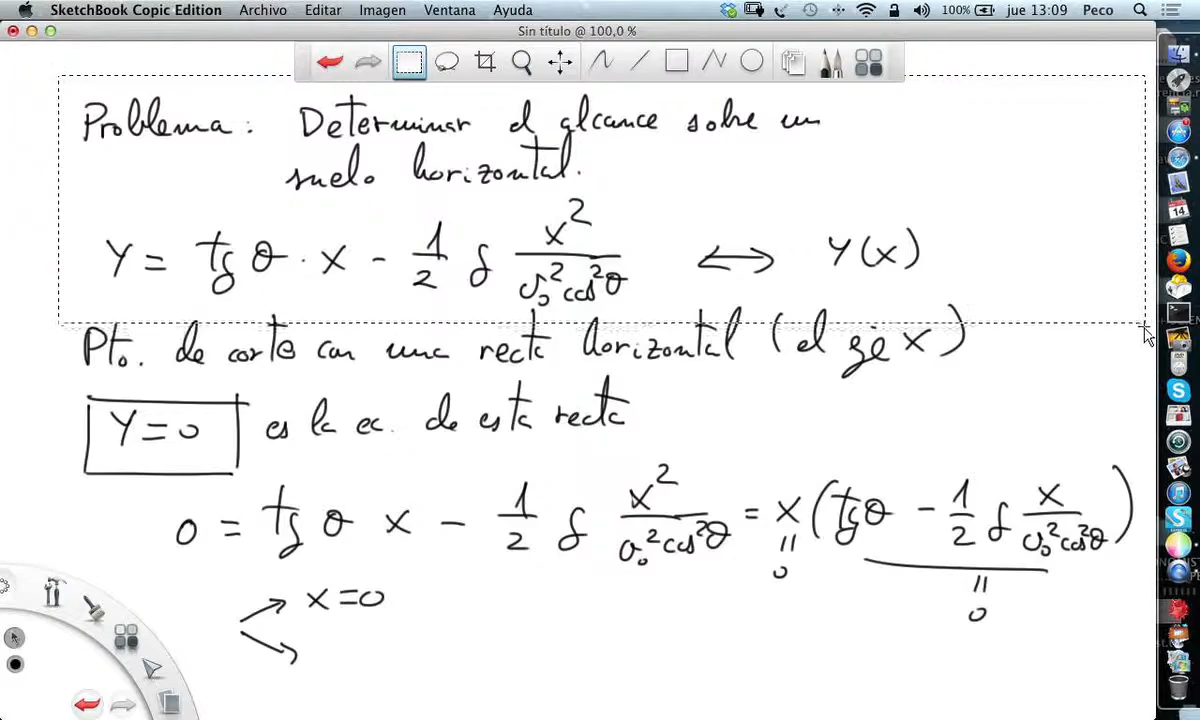 SketchBook Copic Edition Archivo Editar Imagen Ventana Ayuda 100% jue 13:09 Peco
Sin título @ 100,0 %
Problema: Determinar el alcance sobre un
suelo horizontal.
Y = tg θ · x - 1/2 g x²/(v₀² cos²θ) ⟷ Y(x)
Pto. de corte con una recta horizontal (el eje x)
Y=0 es la ec. de esta recta
0 = tg θ x - 1/2 g x²/(v₀² cos²θ) = x (tg θ - 1/2 g x/(v₀² cos²θ))
= 0 = 0
x=0